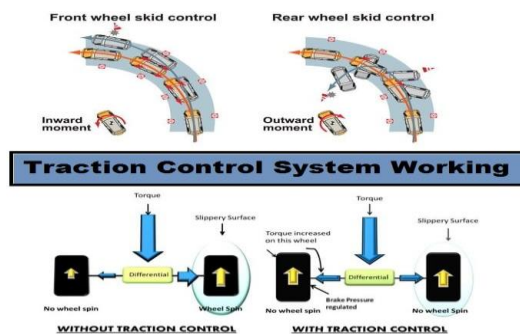 Front wheel skid control
Rear wheel skid control
Inward
moment
Outward
moment
Traction Control System Working
Torque
Slippery Surface
Differential
No wheel spin
Wheel Spin
WITHOUT TRACTION CONTROL
Torque
Slippery Surface
Torque increased
on this wheel
Differential
Brake Pressure
regulated
No wheel spin
No wheel spin
WITH TRACTION CONTROL